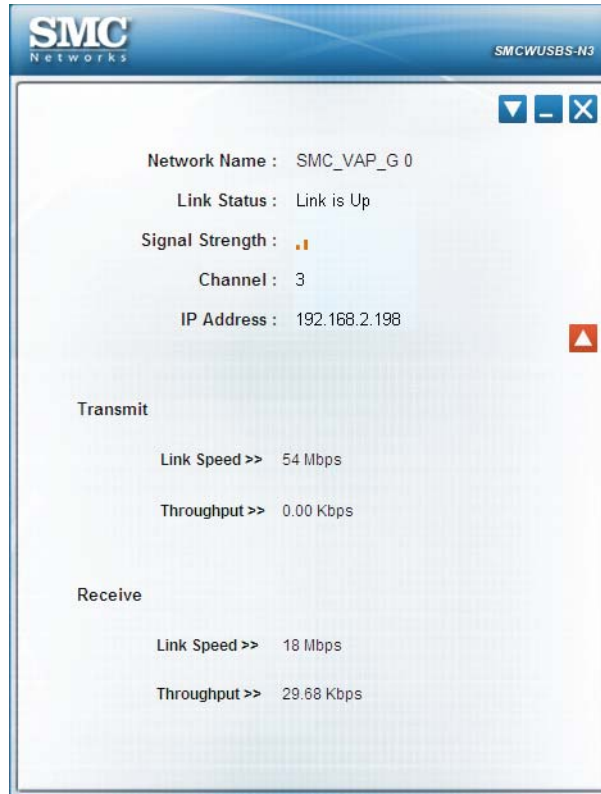 SMC
Networks
SMCWUSBS-N3
Network Name : SMC_VAP_G 0
Link Status : Link is Up
Signal Strength :
Channel : 3
IP Address : 192.168.2.198
Transmit
Link Speed >> 54 Mbps
Throughput >> 0.00 Kbps
Receive
Link Speed >> 18 Mbps
Throughput >> 29.68 Kbps